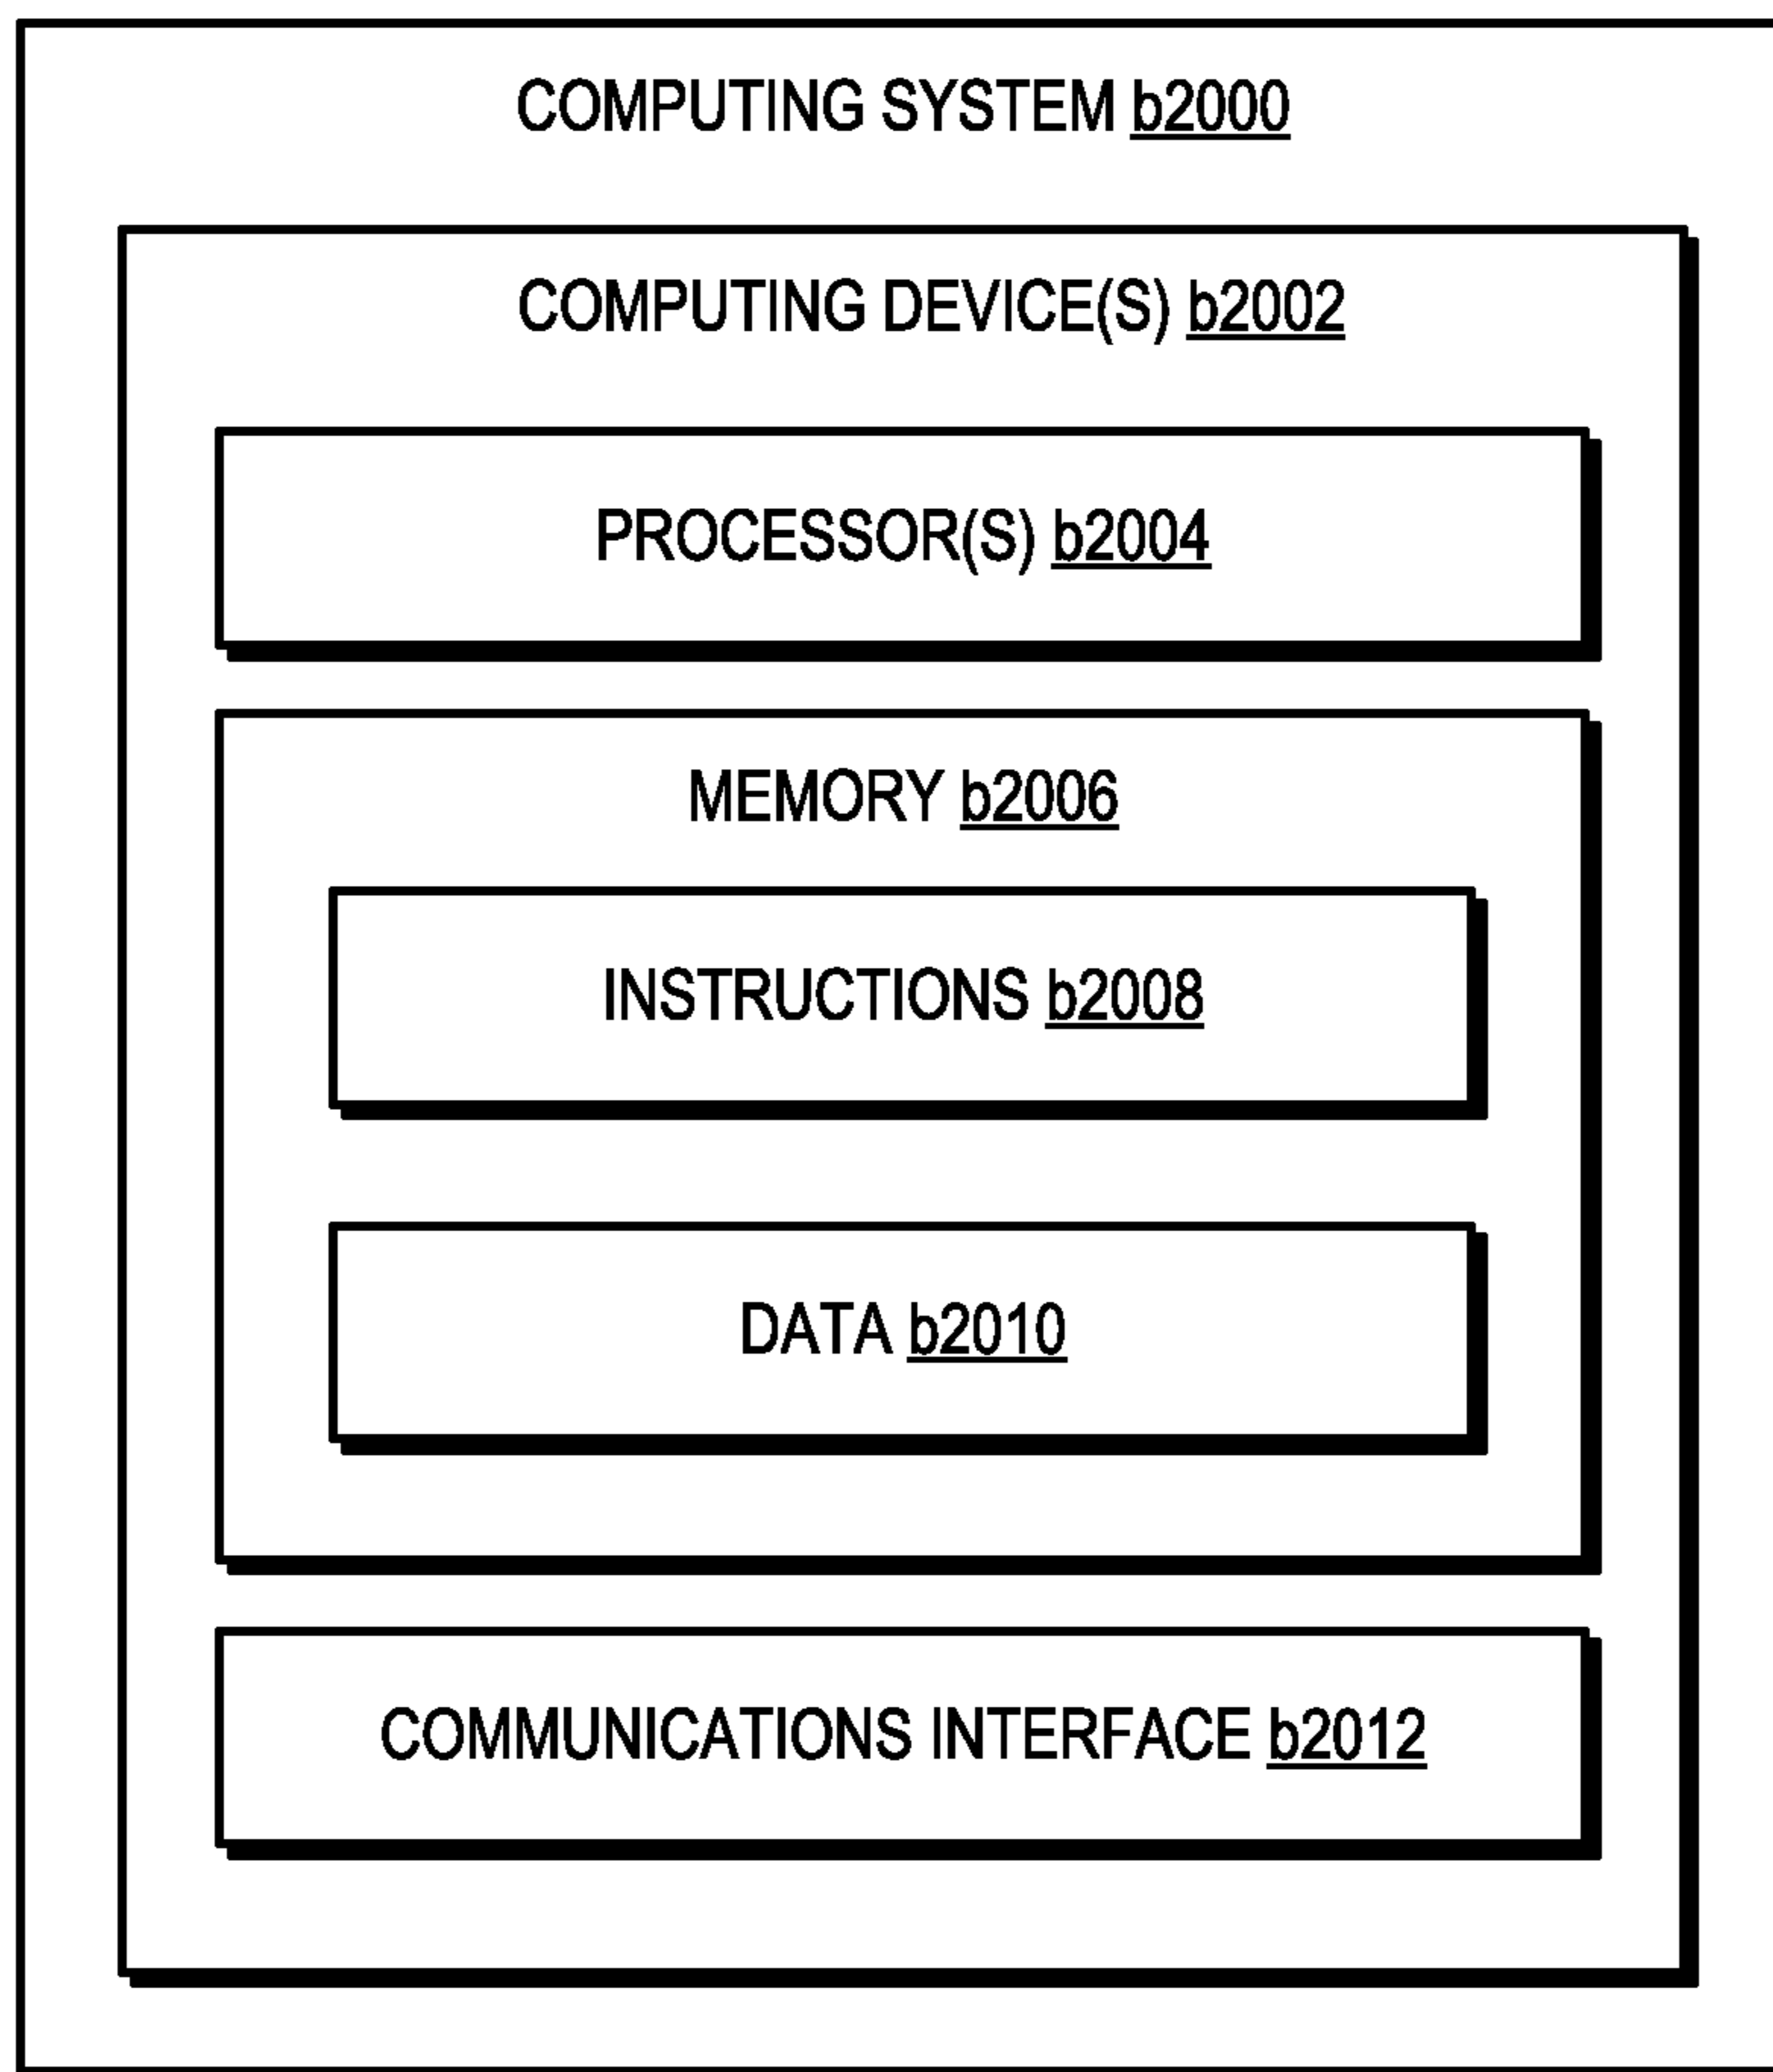 COMPUTING SYSTEM b2000
COMPUTING DEVICE(S) b2002
PROCESSOR(S) b2004
MEMORY b2006
INSTRUCTIONS b2008
DATA b2010
COMMUNICATIONS INTERFACE b2012